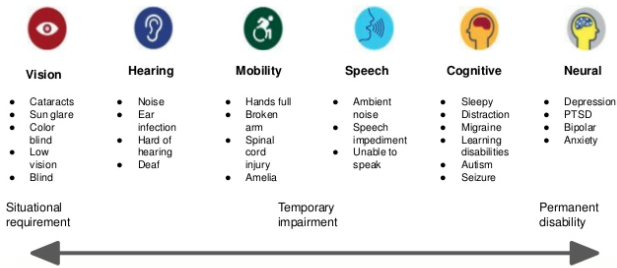 Vision
Hearing
Mobility
Speech
Cognitive
Neural
● Cataracts
● Sun glare
● Color
blind
● Low
vision
● Blind
● Noise
● Ear
infection
● Hard of
hearing
● Deaf
● Hands full
● Broken
arm
● Spinal
cord
injury
● Amelia
● Ambient
noise
● Speech
impediment
● Unable to
speak
● Sleepy
● Distraction
● Migraine
● Learning
disabilities
● Autism
● Seizure
● Depression
● PTSD
● Bipolar
● Anxiety
Situational
requirement
Temporary
impairment
Permanent
disability